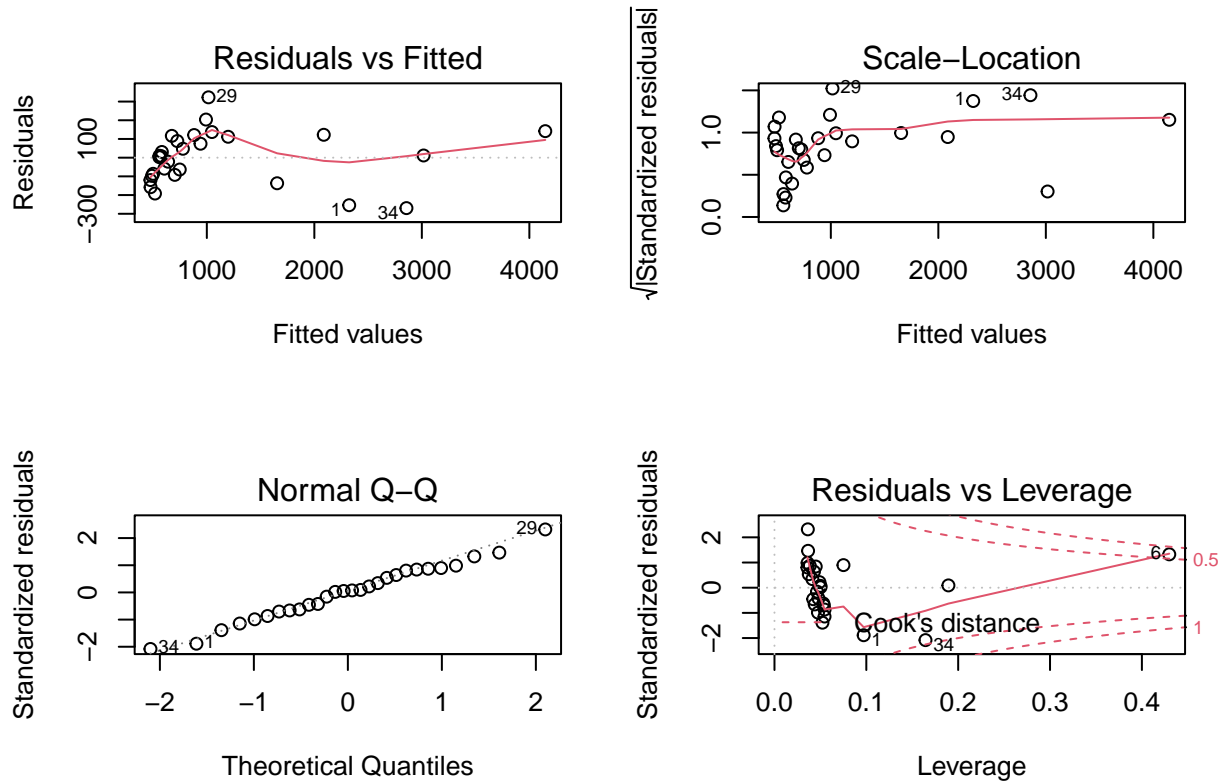 Residuals vs Fitted
Residuals
100
−300
29
1
34
1000 2000 3000 4000
Fitted values
Scale−Location
√|Standardized residuals|
1.0
0.0
29
1
34
1000 2000 3000 4000
Fitted values
Normal Q−Q
Standardized residuals
2
0
−2
29
34
1
−2 −1 0 1 2
Theoretical Quantiles
Residuals vs Leverage
Standardized residuals
2
0
−2
6
0.5
Cook's distance
1
1
34
0.0 0.1 0.2 0.3 0.4
Leverage